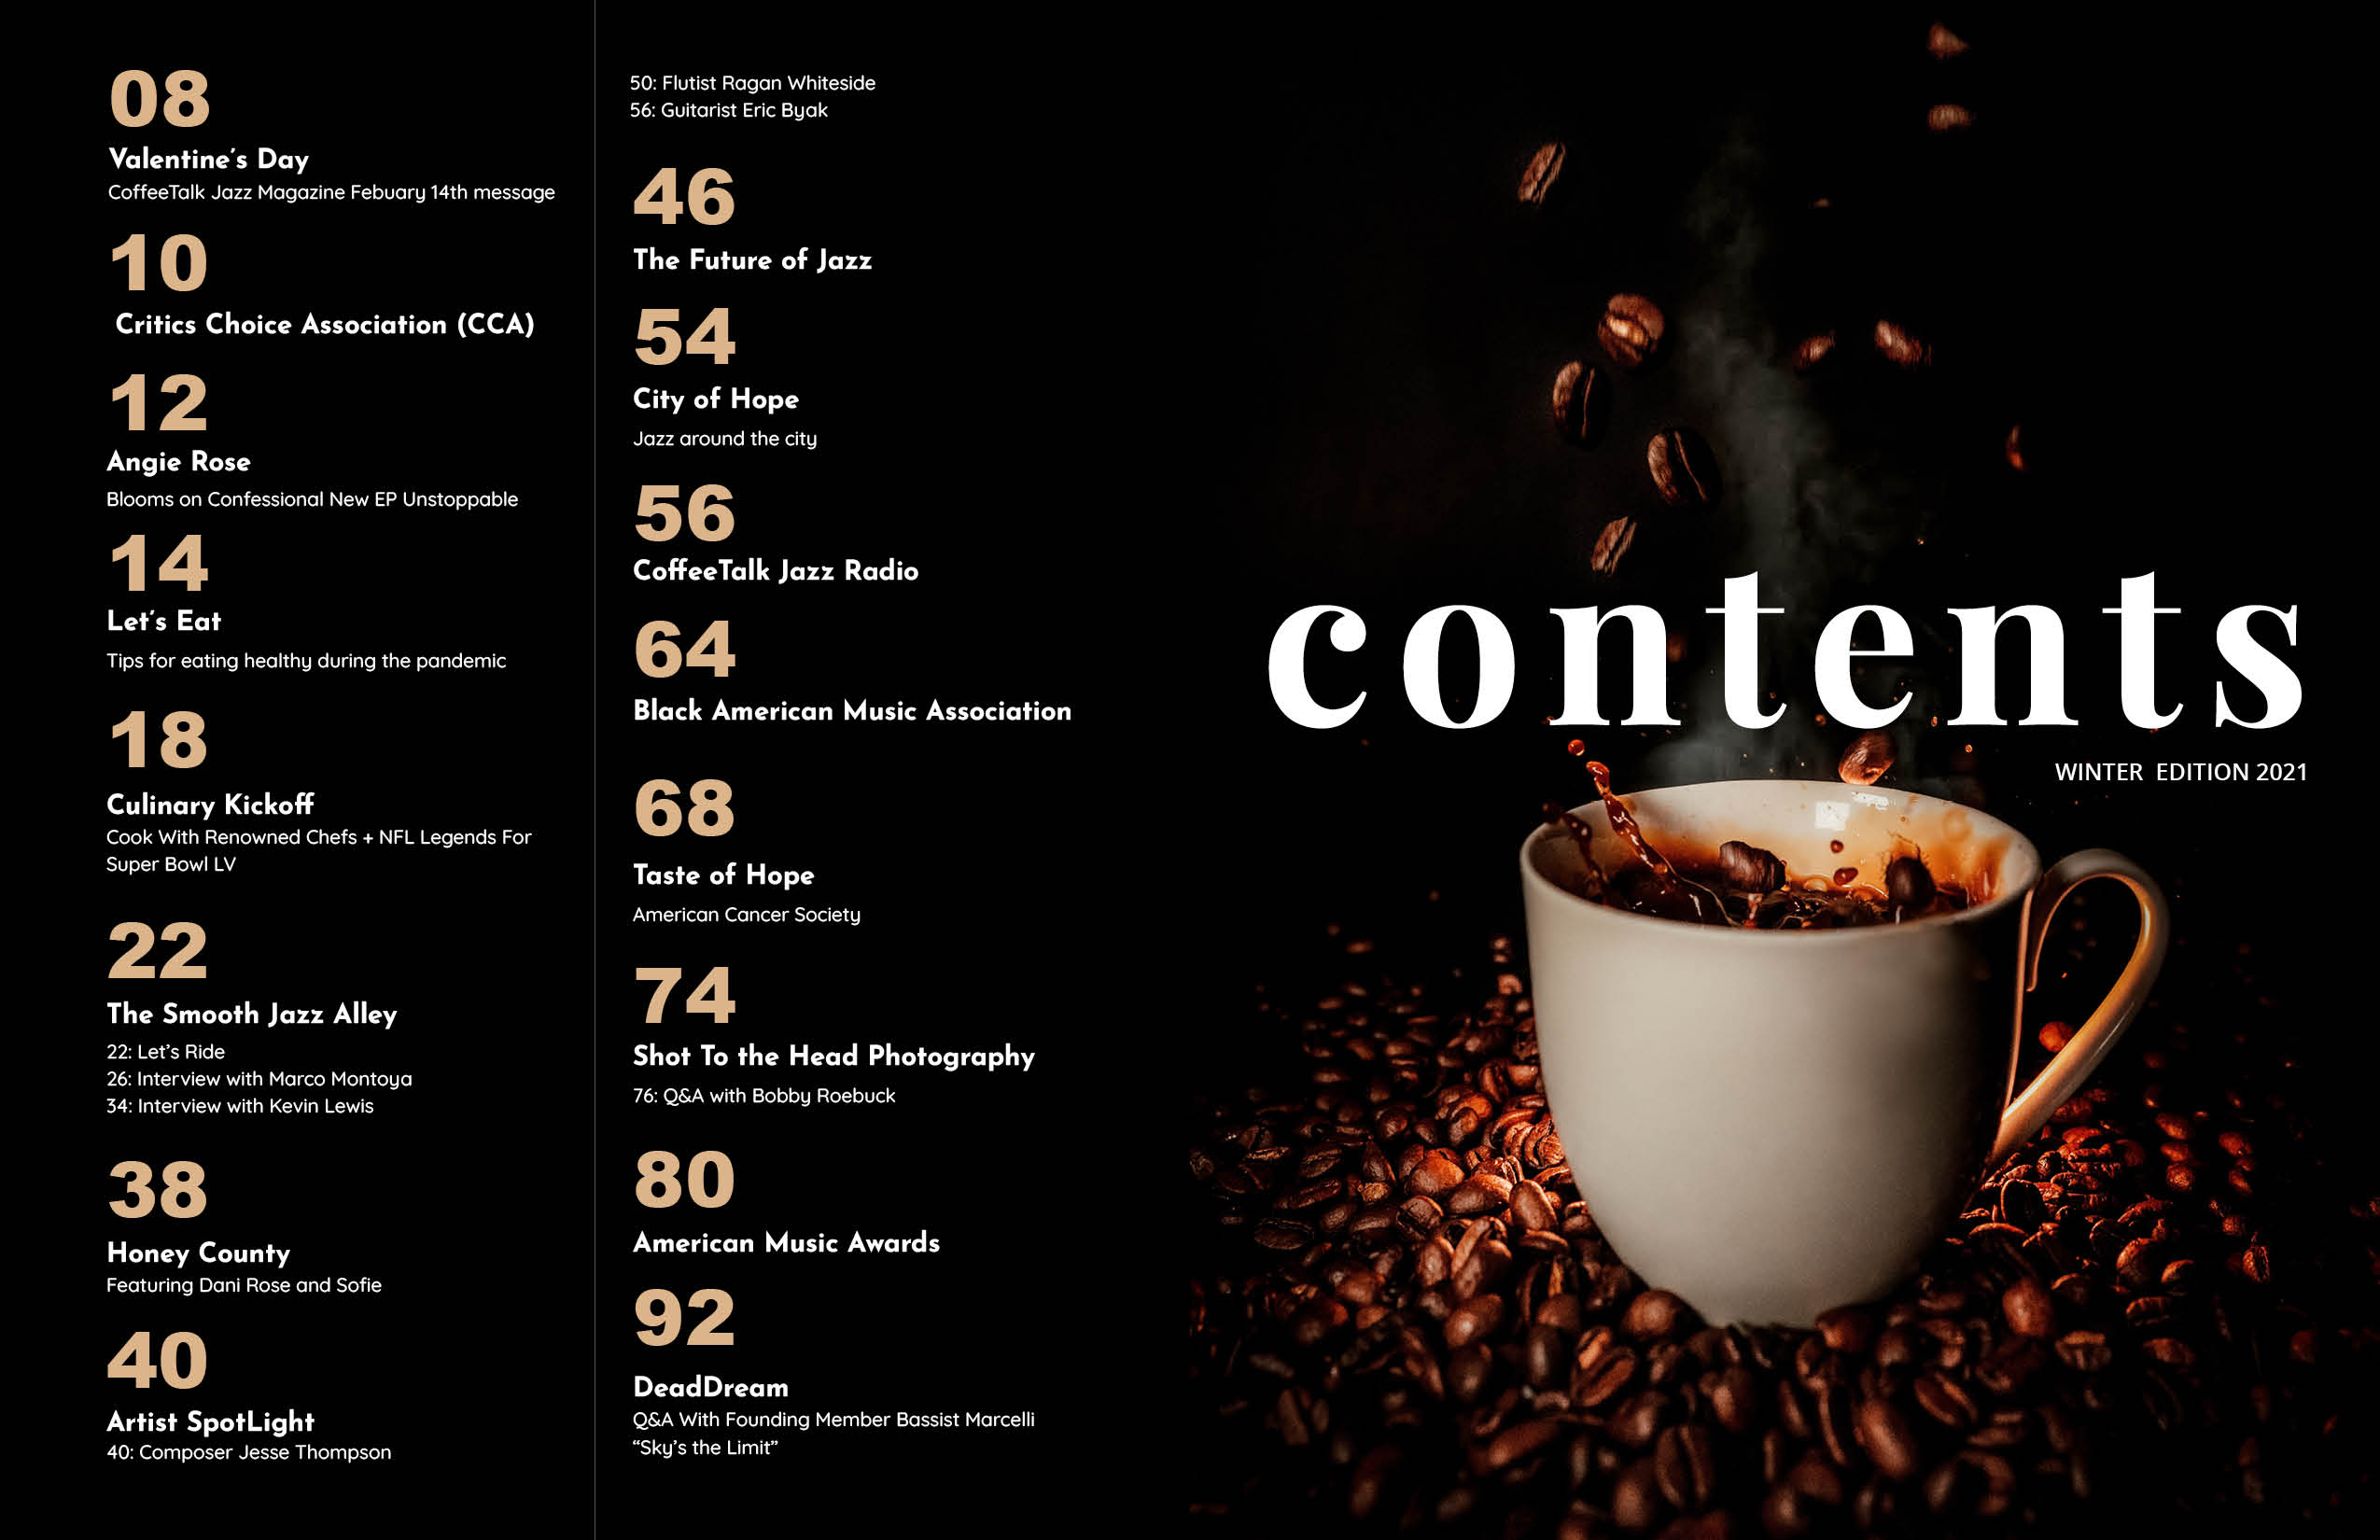 08
Valentine's Day
CoffeeTalk Jazz Magazine Febuary 14th message
10
Critics Choice Association (CCA)
12
Angie Rose
Blooms on Confessional New EP Unstoppable
14
Let's Eat
Tips for eating healthy during the pandemic
18
Culinary Kickoff
Cook With Renowned Chefs + NFL Legends For
Super Bowl LV
22
The Smooth Jazz Alley
22: Let's Ride
26: Interview with Marco Montoya
34: Interview with Kevin Lewis
38
Honey County
Featuring Dani Rose and Sofie
40
Artist SpotLight
40: Composer Jesse Thompson
50: Flutist Ragan Whiteside
56: Guitarist Eric Byak
46
The Future of Jazz
54
City of Hope
Jazz around the city
56
CoffeeTalk Jazz Radio
64
Black American Music Association
68
Taste of Hope
American Cancer Society
74
Shot To the Head Photography
76: Q&A with Bobby Roebuck
80
American Music Awards
92
DeadDream
Q&A With Founding Member Bassist Marcelli
“Sky's the Limit”
contents
WINTER EDITION 2021